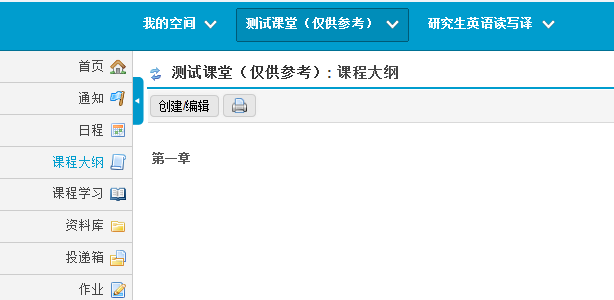 我的空间
测试课堂（仅供参考）
研究生英语读写译
首页
通知
日程
课程大纲
课程学习
资料库
投递箱
作业
测试课堂（仅供参考）: 课程大纲
创建/编辑
第一章